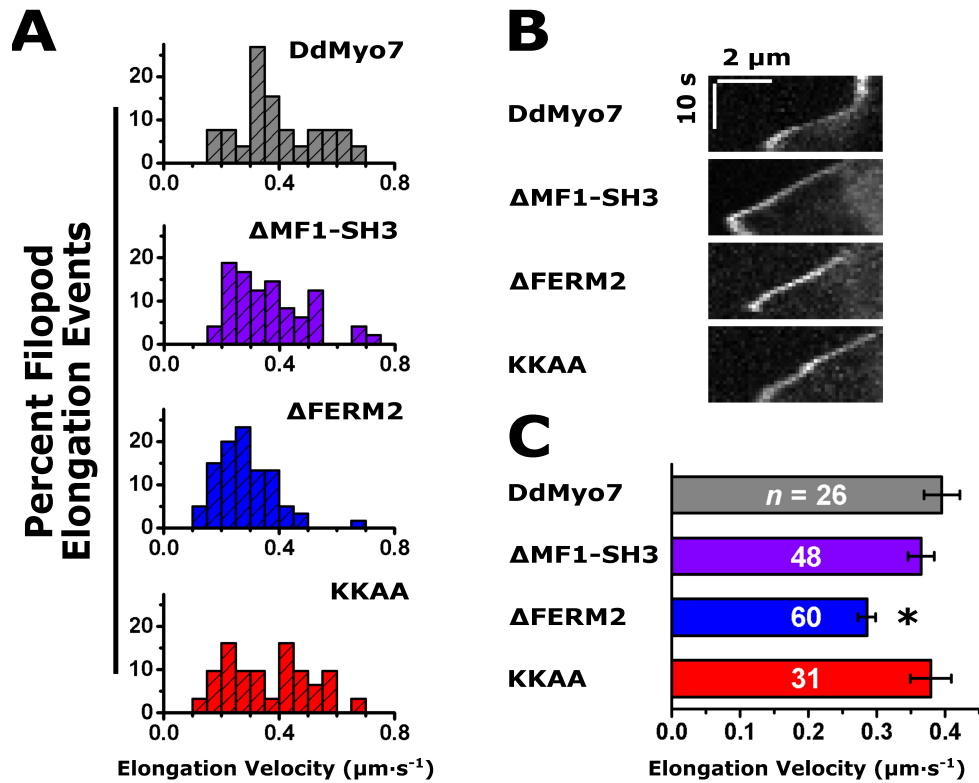 A
Percent Filopod
Elongation Events
DdMyo7
20
10
0
0.0 0.4 0.8
ΔMF1-SH3
20
10
0
0.0 0.4 0.8
ΔFERM2
20
10
0
0.0 0.4 0.8
KKAA
20
10
0
0.0 0.4 0.8
Elongation Velocity (µm·s⁻¹)
B
2 µm
10 s
DdMyo7
ΔMF1-SH3
ΔFERM2
KKAA
C
DdMyo7 n = 26
ΔMF1-SH3 48
ΔFERM2 60 *
KKAA 31
0.0 0.1 0.2 0.3 0.4
Elongation Velocity (µm·s⁻¹)